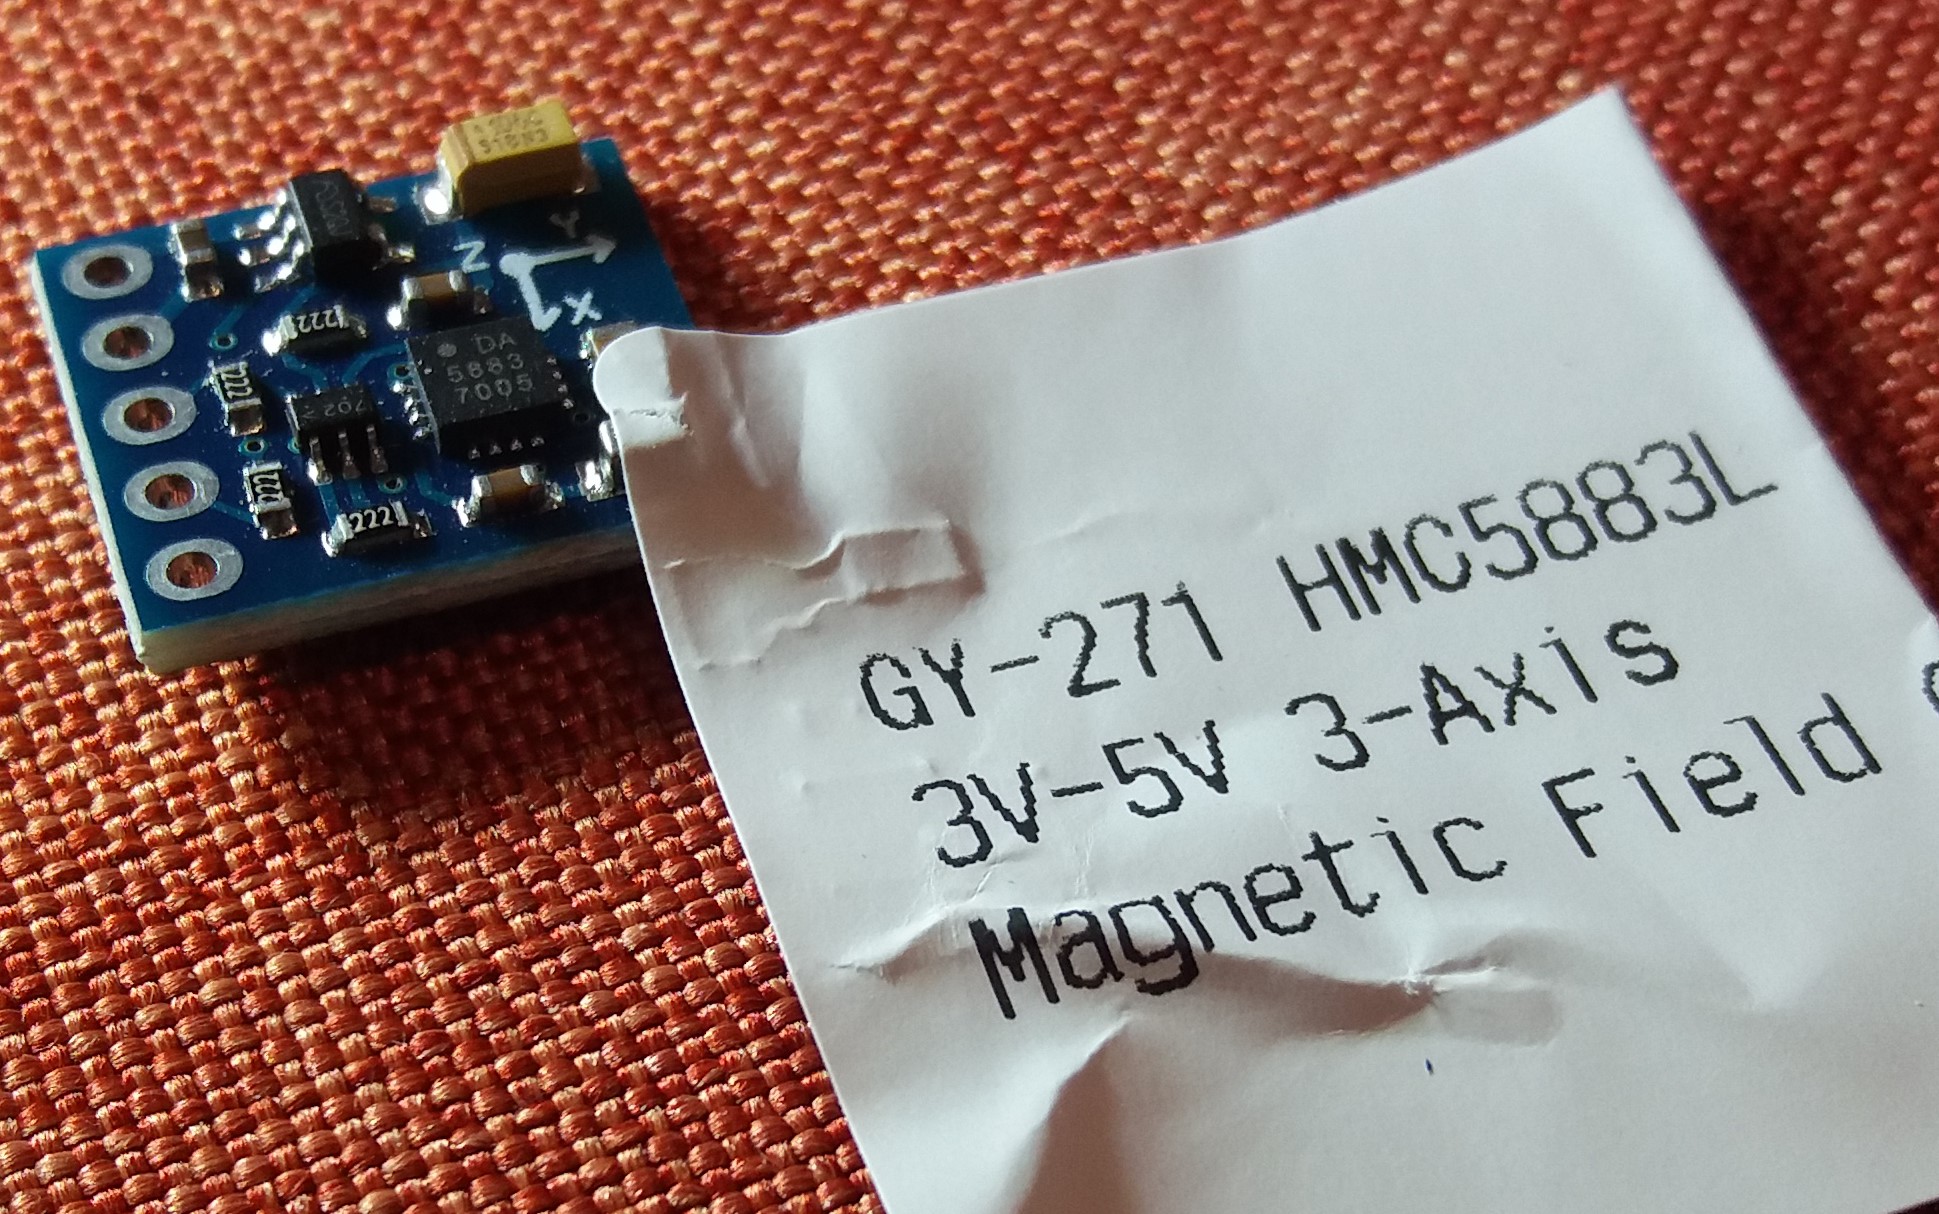 Y
Z
X
222
DA
5883
7005
222
702
222
222
GY-271 HMC5883L
3V-5V 3-Axis
Magnetic Field